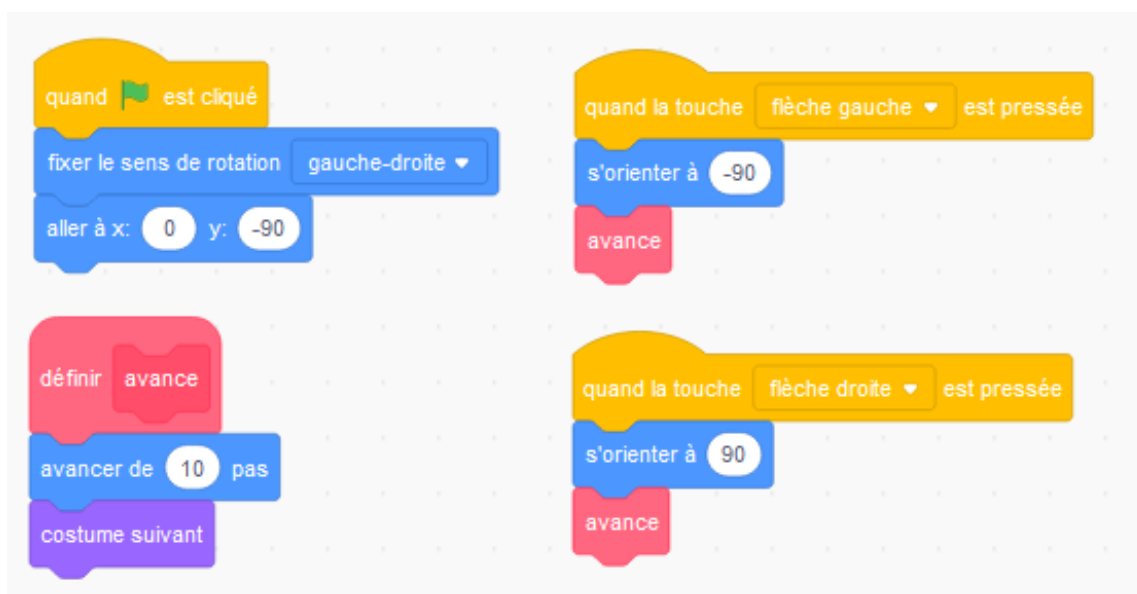 quand est cliqué
fixer le sens de rotation gauche-droite
aller à x: 0 y: -90
définir avance
avancer de 10 pas
costume suivant
quand la touche flèche gauche est pressée
s'orienter à -90
avance
quand la touche flèche droite est pressée
s'orienter à 90
avance